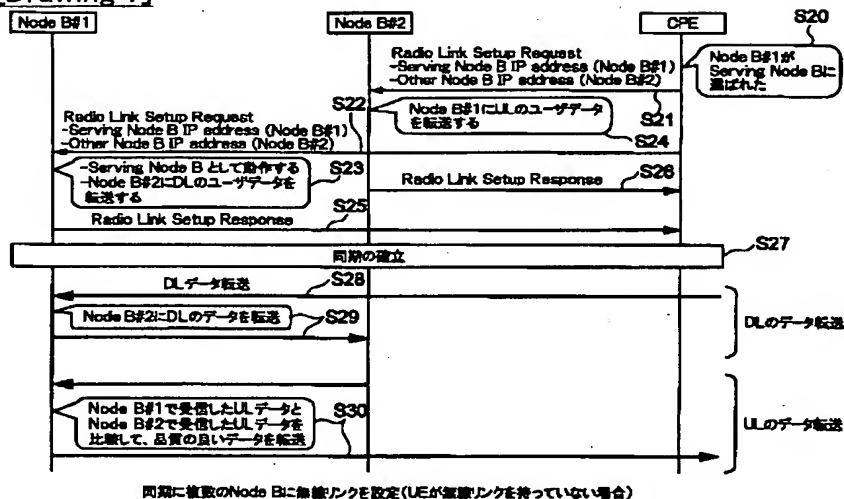 Node B#1
Node B#2
CPE
S20
Node B#1が
Serving Node Bに
選ばれた
Radio Link Setup Request
-Serving Node B IP address (Node B#1)
-Other Node B IP address (Node B#2)
S21
S22
Node B#1にULのユーザデータ
を転送する
S24
Radio Link Setup Request
-Serving Node B IP address (Node B#1)
-Other Node B IP address (Node B#2)
-Serving Node B として動作する
-Node B#2にDLのユーザデータを
転送する
S23
Radio Link Setup Response
S26
S25
Radio Link Setup Response
同期の確立
S27
DLデータ転送
S28
Node B#2にDLのデータを転送
S29
DLのデータ転送
Node B#1で受信したULデータと
Node B#2で受信したULデータを
比較して、品質の良いデータを転送
S30
ULのデータ転送
同期に複数のNode Bに無線リンクを設定(UEが無線リンクを持っていない場合)